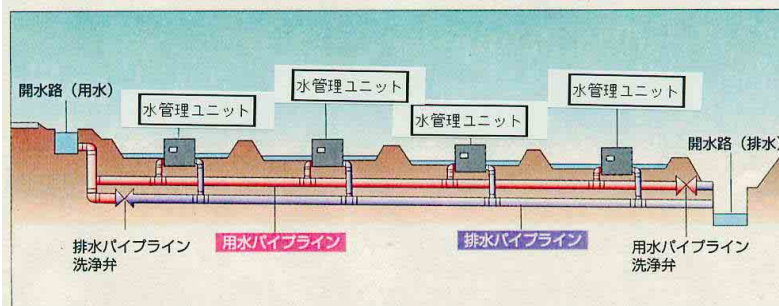 開水路（用水）
水管理ユニット
水管理ユニット
水管理ユニット
水管理ユニット
開水路（排水）
排水パイプライン
洗浄弁
用水パイプライン
排水パイプライン
用水パイプライン
洗浄弁